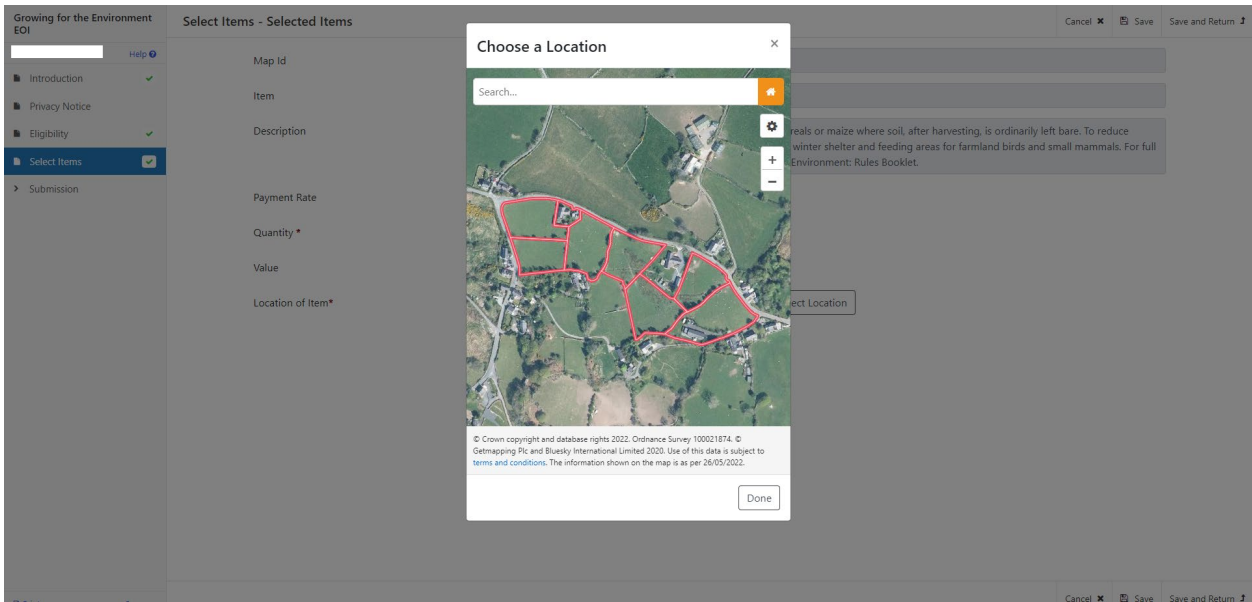 Growing for the Environment
EOI
Help
Introduction
Privacy Notice
Eligibility
Select Items
Submission
Select Items - Selected Items
Cancel ✖ Save Save and Return
Map Id
Item
Description
reals or maize where soil, after harvesting, is ordinarily left bare. To reduce
winter shelter and feeding areas for farmland birds and small mammals. For full
Environment: Rules Booklet.
Payment Rate
Quantity *
Value
Location of Item*
ect Location
Choose a Location ×
Search...
+
−
© Crown copyright and database rights 2022. Ordnance Survey 100021874. ©
Getmapping Plc and Bluesky International Limited 2020. Use of this data is subject to
terms and conditions. The information shown on the map is as per 26/05/2022.
Done
Cancel ✖ Save Save and Return